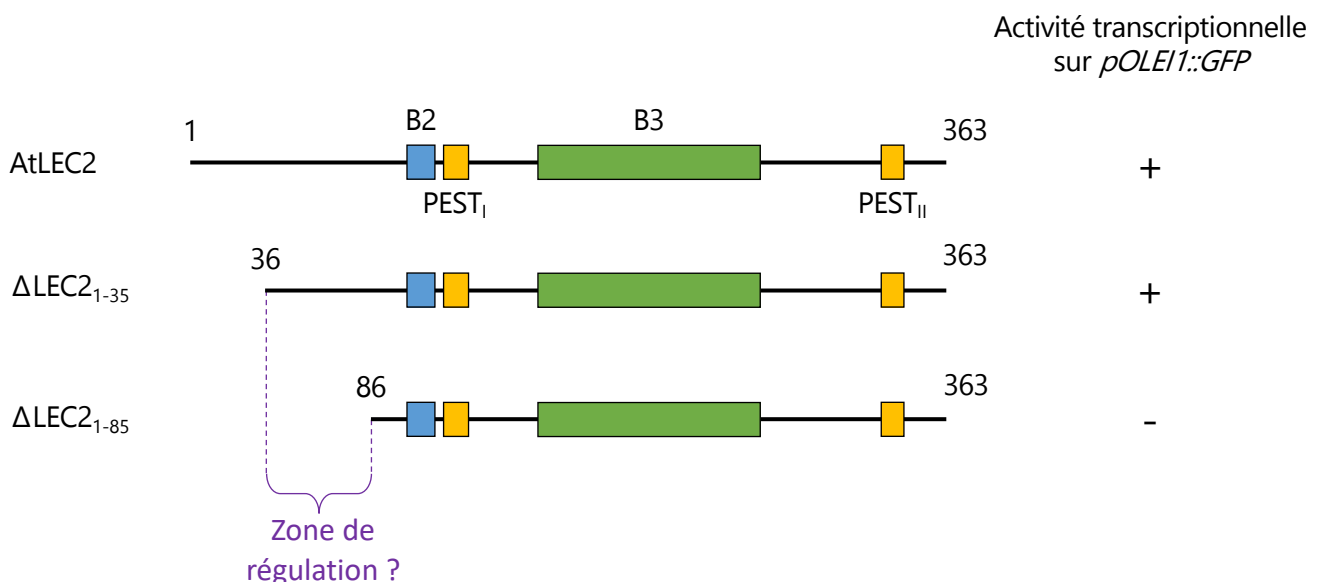 Activité transcriptionnelle
sur pOLEI1::GFP
1 B2 B3 363
AtLEC2 +
PESTI PESTII
36 363
ΔLEC21-35 +
86 363
ΔLEC21-85 -
Zone de
régulation ?